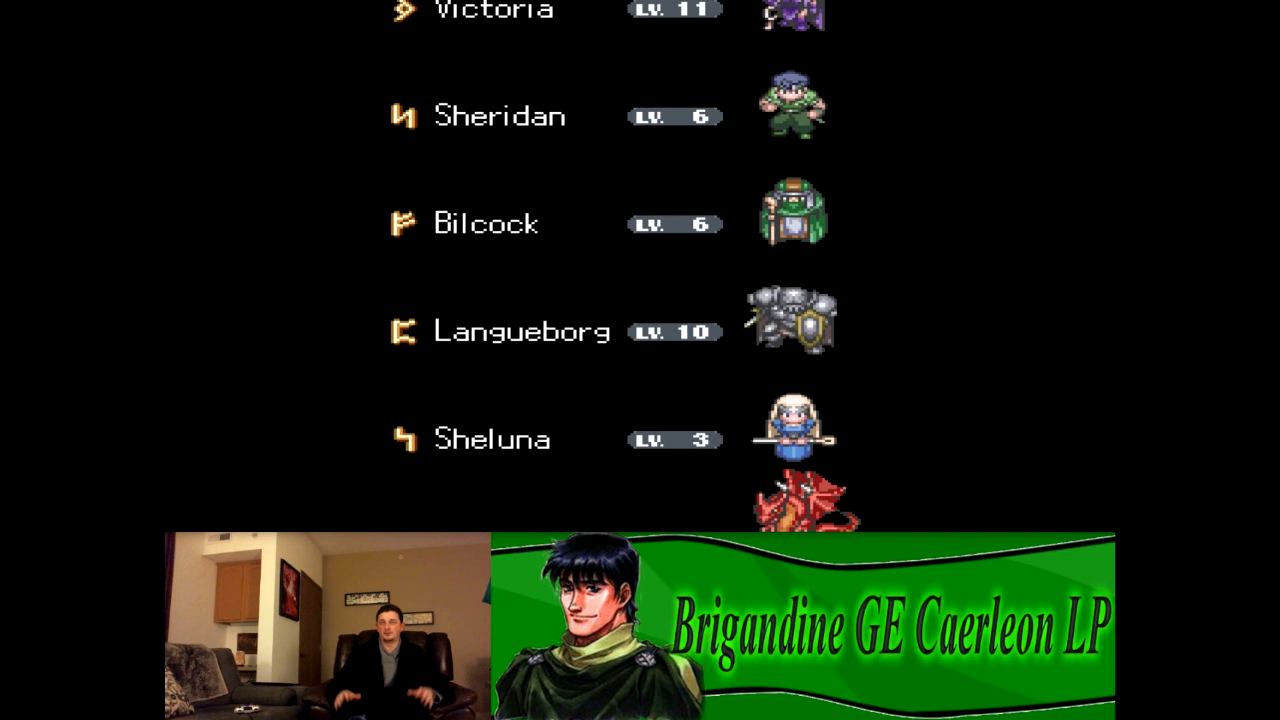 Victoria LV. 11
Sheridan LV. 6
Bilcock LV. 6
Langueborg LV. 10
Sheluna LV. 3
Brigandine GE Caerleon LP